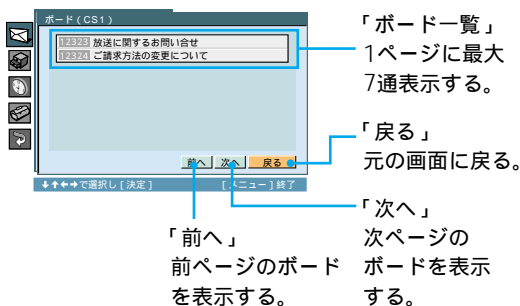 ボード(CS1)
12323 放送に関するお問い合せ
12324 ご請求方法の変更について
前へ 次へ 戻る
↓↑←→で選択し[決定] [メニュー]終了
「ボード一覧」
1ページに最大
7通表示する。
「戻る」
元の画面に戻る。
「次へ」
次ページの
ボードを表示
する。
「前へ」
前ページのボード
を表示する。